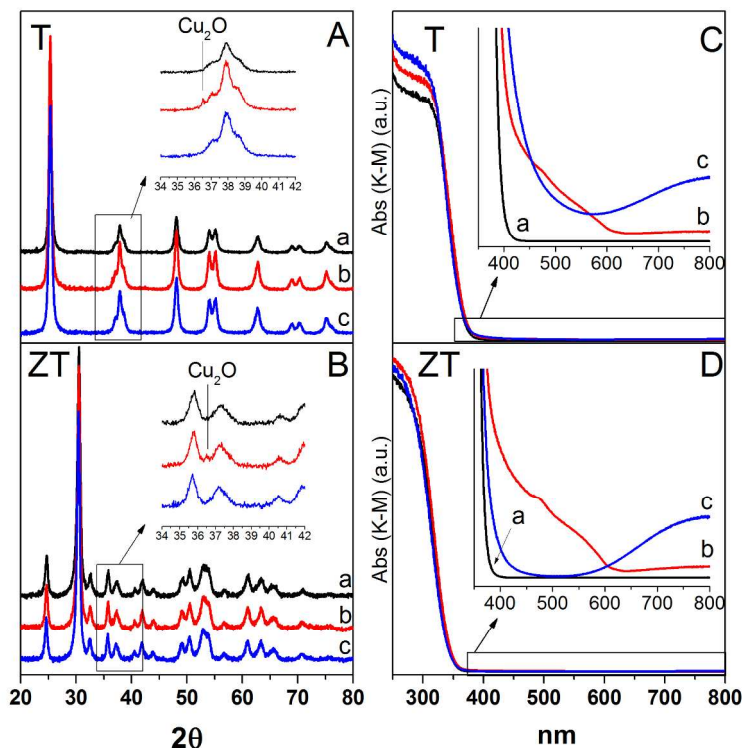 T
A
Cu₂O
34 35 36 37 38 39 40 41 42
a
b
c
ZT
B
Cu₂O
34 35 36 37 38 39 40 41 42
a
b
c
20 30 40 50 60 70 80
2θ
Abs (K-M) (a.u.)
T
C
c
a
b
400 500 600 700 800
Abs (K-M) (a.u.)
ZT
D
a
c
b
400 500 600 700 800
300 400 500 600 700 800
nm